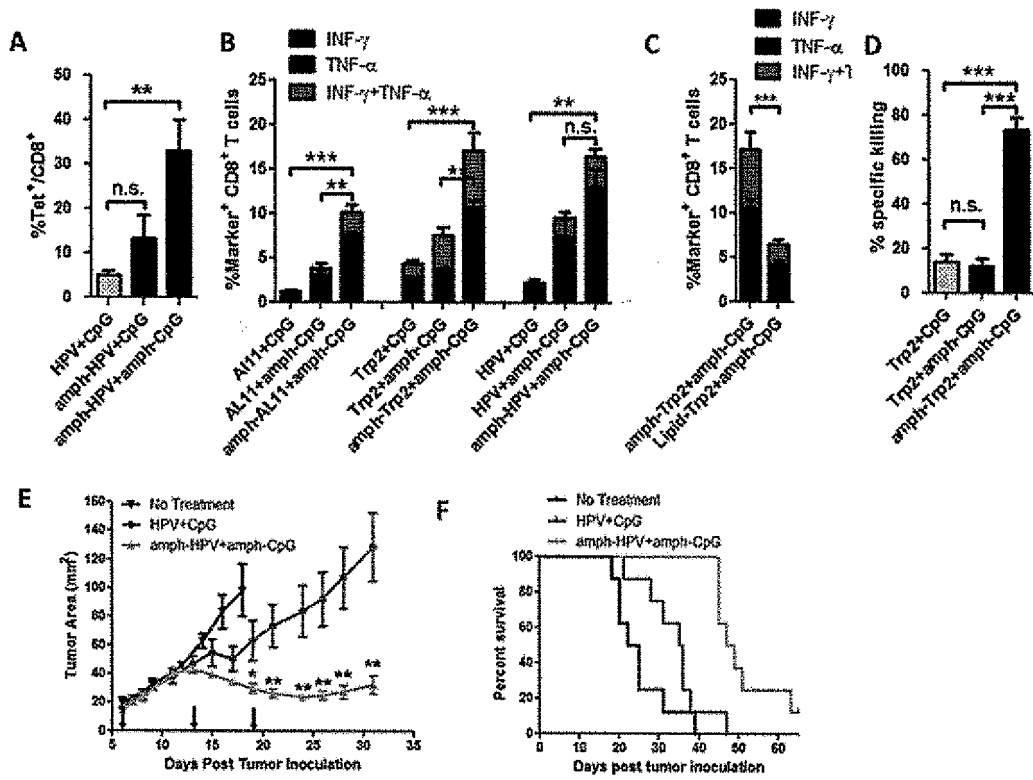 A
%Tet⁺/CD8⁺
50
40
30
20
10
0
**
n.s.
HPV+CpG
amph-HPV+CpG
amph-HPV+amph-CpG
B
INF-γ
TNF-α
INF-γ+TNF-α
%Marker⁺ CD8⁺ T cells
25
20
15
10
5
0
***
**
***
**
n.s.
Al11+CpG
AL11+amph-CpG
amph-AL11+amph-CpG
Trp2+CpG
Trp2+amph-CpG
amph-Trp2+amph-CpG
HPV+CpG
HPV+amph-CpG
amph-HPV+amph-CpG
C
INF-γ
TNF-α
INF-γ+T
%Marker⁺ CD8⁺ T cells
25
20
15
10
5
0
***
amph-Trp2+amph-CpG
Lipid-Trp2+amph-CpG
D
% specific killing
100
80
60
40
20
0
***
***
n.s.
Trp2+CpG
Trp2+amph-CpG
amph-Trp2+amph-CpG
E
No Treatment
HPV+CpG
amph-HPV+amph-CpG
Tumor Area (mm²)
160
140
120
100
80
60
40
20
0
* ** ** ** ** **
5 10 15 20 25 30 35
Days Post Tumor Inoculation
F
No Treatment
HPV+CpG
amph-HPV+amph-CpG
Percent survival
100
80
60
40
20
0
0 20 40 60
Days post tumor inoculation